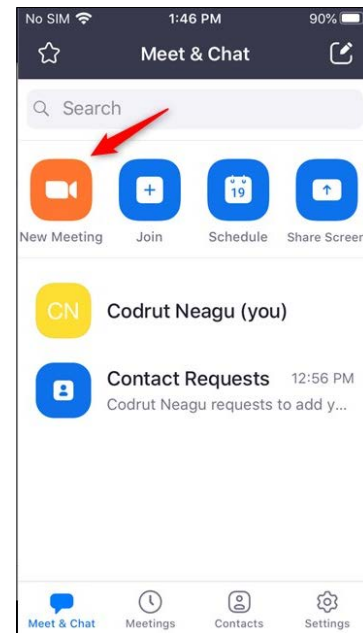 No SIM 1:46 PM 90%
Meet & Chat
Search
19
New Meeting Join Schedule Share Screen
CN Codrut Neagu (you)
Contact Requests 12:56 PM
Codrut Neagu requests to add y...
Meet & Chat Meetings Contacts Settings